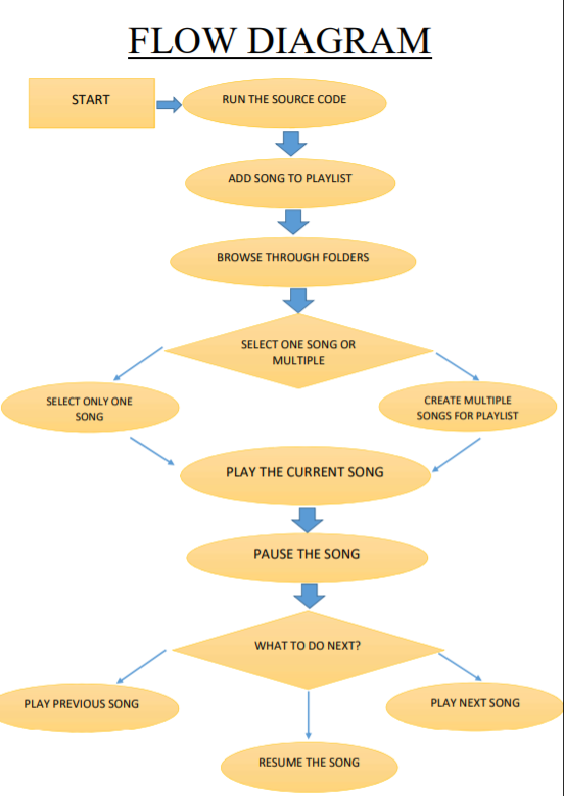 FLOW DIAGRAM
START
RUN THE SOURCE CODE
ADD SONG TO PLAYLIST
BROWSE THROUGH FOLDERS
SELECT ONE SONG OR
MULTIPLE
SELECT ONLY ONE
SONG
CREATE MULTIPLE
SONGS FOR PLAYLIST
PLAY THE CURRENT SONG
PAUSE THE SONG
WHAT TO DO NEXT?
PLAY PREVIOUS SONG
PLAY NEXT SONG
RESUME THE SONG